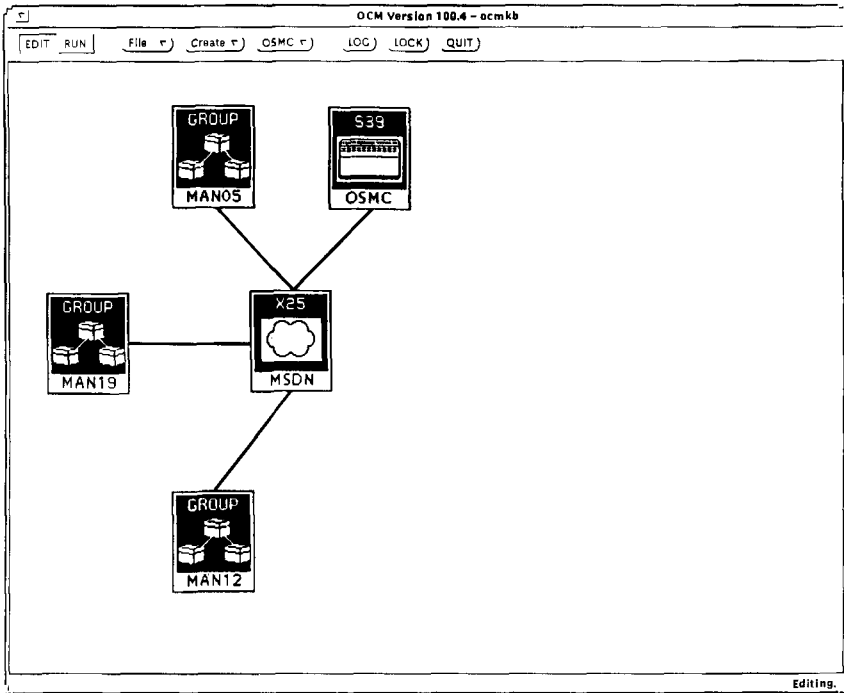 OCM Version 100.4 – ocmkb
EDIT RUN File Create OSMC LOG LOCK QUIT
GROUP
MAN05
S39
OSMC
GROUP
MAN19
X25
MSDN
GROUP
MAN12
Editing.